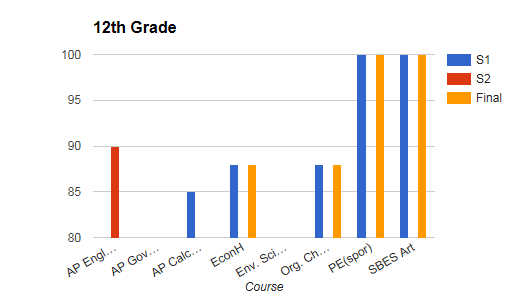 12th Grade
100
95
90
85
80
S1
S2
Final
AP Engl…
AP Gov…
AP Calc…
EconH
Env. Sci…
Org. Ch…
PE(spor)
SBES Art
Course